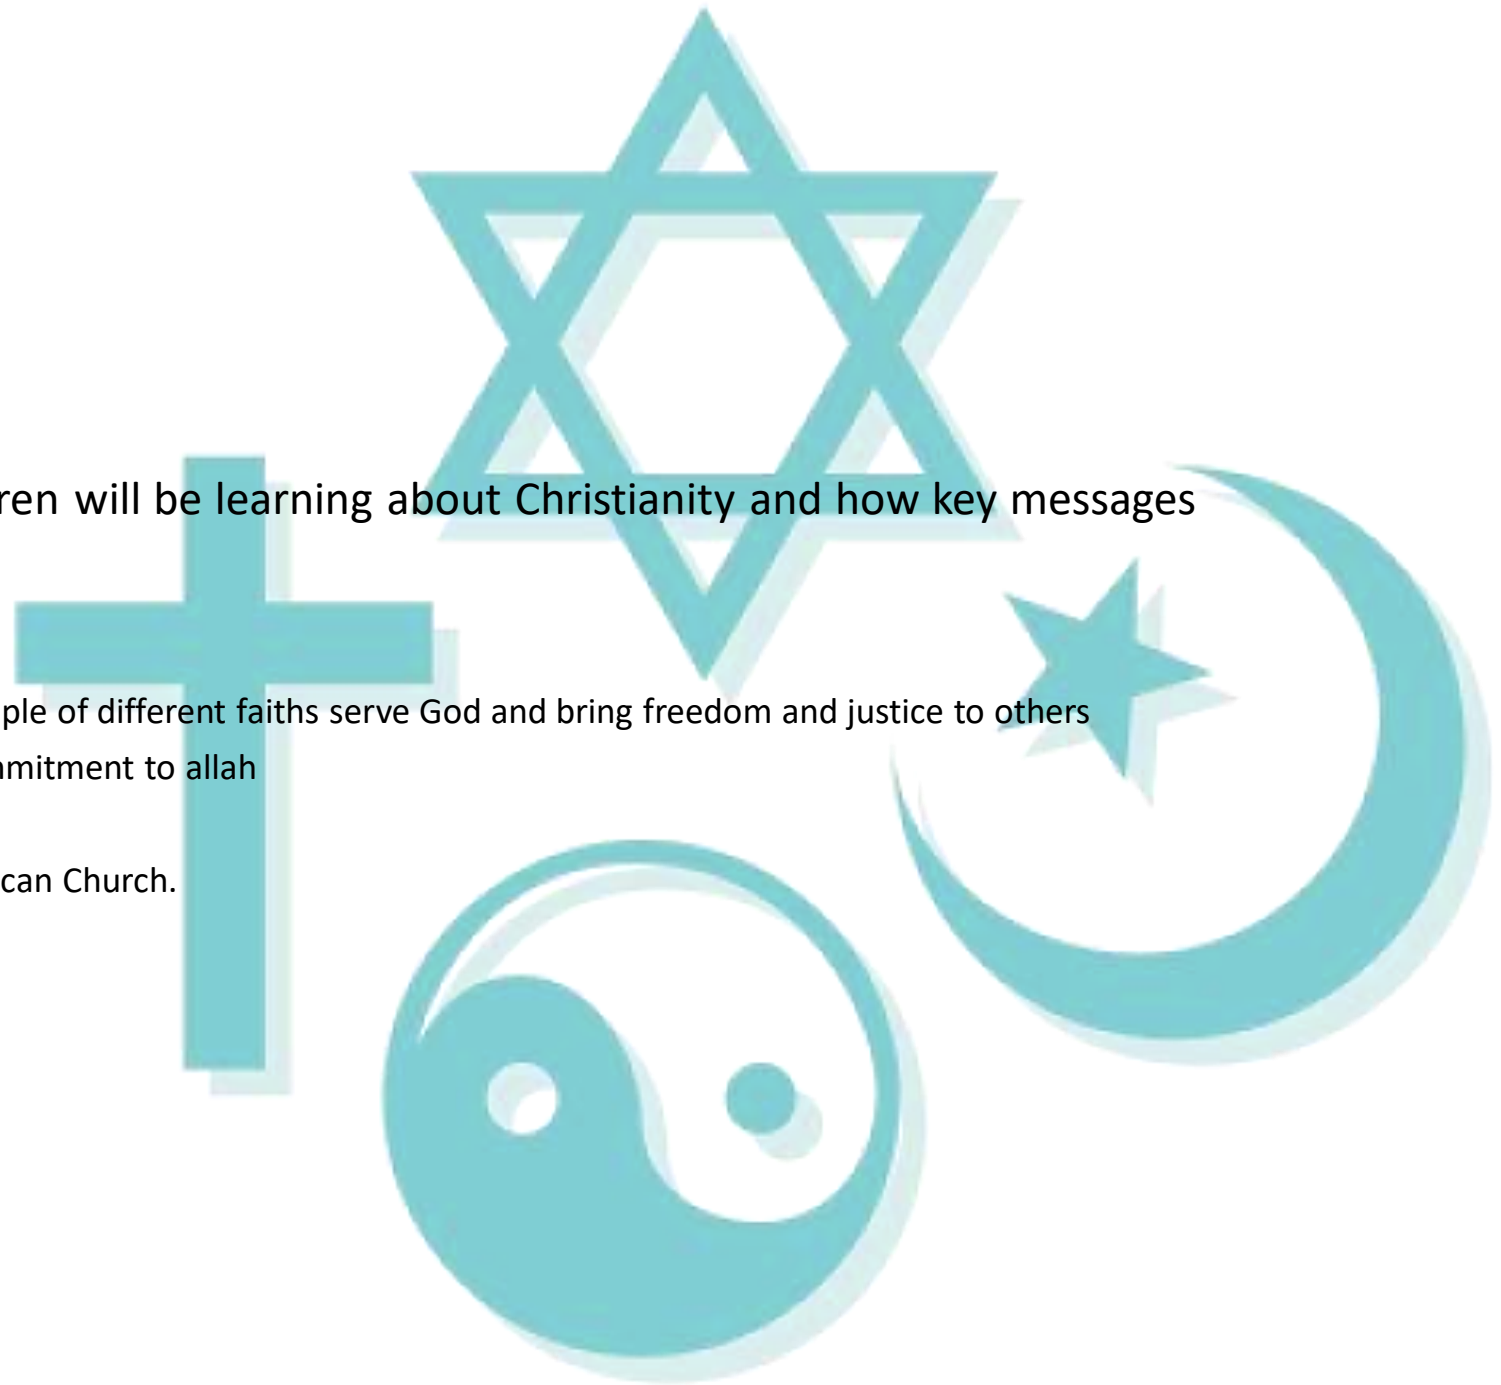 ren will be learning about Christianity and how key messages
ple of different faiths serve God and bring freedom and justice to others
mitment to allah
can Church.